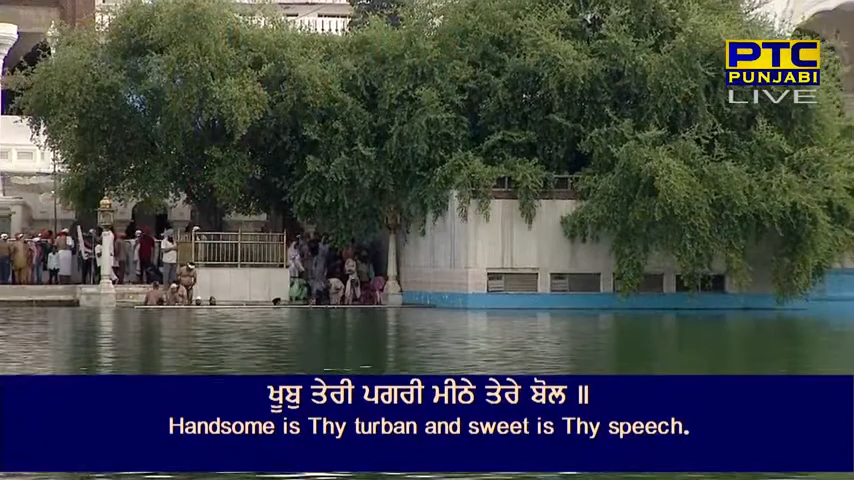 PTC
PUNJABI
LIVE
ਖੂਬੁ ਤੇਰੀ ਪਗਰੀ ਮੀਠੇ ਤੇਰੇ ਬੋਲ ॥
Handsome is Thy turban and sweet is Thy speech.